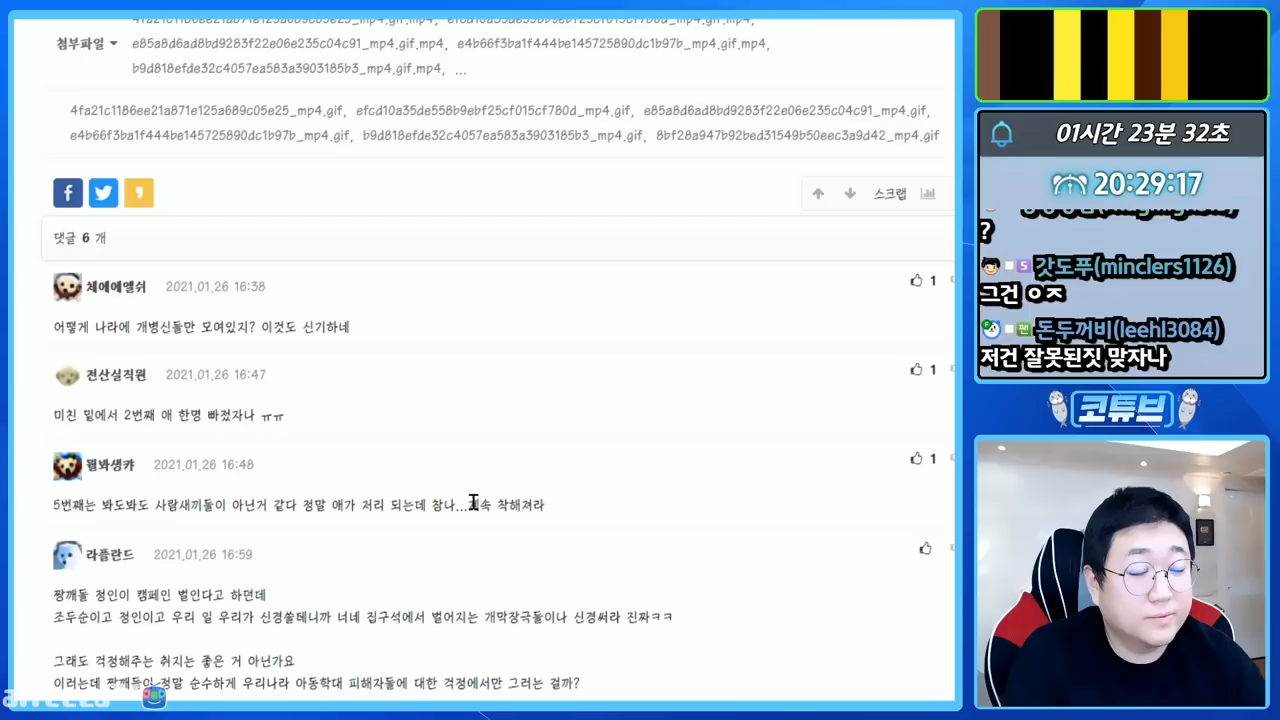 첨부파일
e85a8d6ad8bd9283f22e06e235c04c91_mp4.gif.mp4, e4b66f3ba1f444be145725890dc1b97b_mp4.gif.mp4,
b9d818efde32c4057ea583a3903185b3_mp4.gif.mp4, ...
4fa21c1186ee21a871e125a689c05e25_mp4.gif, efcd10a35de558b9ebf25cf015cf780d_mp4.gif, e85a8d6ad8bd9283f22e06e235c04c91_mp4.gif,
e4b66f3ba1f444be145725890dc1b97b_mp4.gif, b9d818efde32c4057ea583a3903185b3_mp4.gif, 8bf28a947b92bed31549b50eec3a9d42_mp4.gif
스크랩
댓글 6 개
체에에엘쉬 2021.01.26 16:38
1
어떻게 나라에 개병신들만 모여있지? 이것도 신기하네
전산실직원 2021.01.26 16:47
1
미친 밑에서 2번째 애 한명 빠졌자나 ㅠㅠ
뭘봐생캬 2021.01.26 16:48
1
5번째는 봐도봐도 사람새끼들이 아닌거 같다 정말 애가 저리 되는데 참나...계속 착해져라
라플란드 2021.01.26 16:59
짱깨들 정인이 캠페인 벌인다고 하던데
조두순이고 정인이고 우리 일 우리가 신경쓸테니까 너네 집구석에서 벌어지는 개막장극들이나 신경써라 진짜ㅋㅋ
그래도 걱정해주는 취지는 좋은 거 아닌가요
이러는데 짱깨들이 정말 순수하게 우리나라 아동학대 피해자들에 대한 걱정에서만 그러는 걸까?
01시간 23분 32초
20:29:17
?
갓도푸(minclers1126)
그건 ㅇㅈ
돈두꺼비(leehl3084)
저건 잘못된짓 맞자나
코튜브